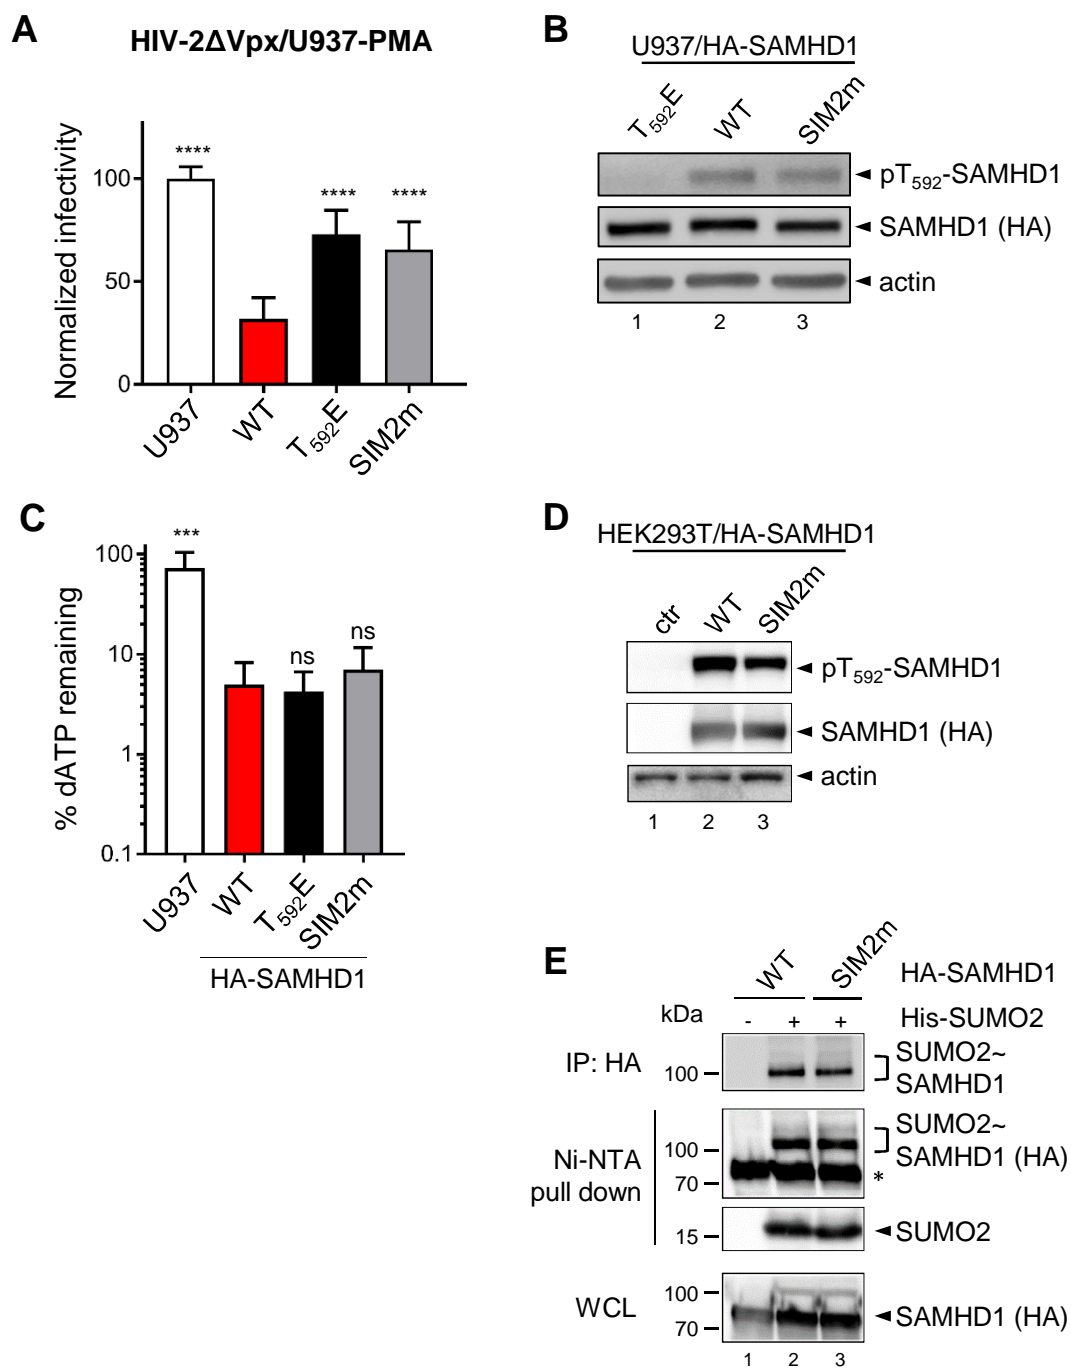 A
HIV-2ΔVpx/U937-PMA
Normalized infectivity
100
50
0
****
****
****
U937
WT
T592E
SIM2m
B
U937/HA-SAMHD1
T592E
WT
SIM2m
pT592-SAMHD1
SAMHD1 (HA)
actin
1 2 3
C
% dATP remaining
100
10
1
0.1
***
ns
ns
U937
WT
T592E
SIM2m
HA-SAMHD1
D
HEK293T/HA-SAMHD1
ctr
WT
SIM2m
pT592-SAMHD1
SAMHD1 (HA)
actin
1 2 3
E
WT
SIM2m
HA-SAMHD1
kDa
- + +
His-SUMO2
IP: HA
100
SUMO2~
SAMHD1
Ni-NTA
pull down
100
70
SUMO2~
SAMHD1 (HA)
*
15
SUMO2
WCL
100
70
SAMHD1 (HA)
1 2 3